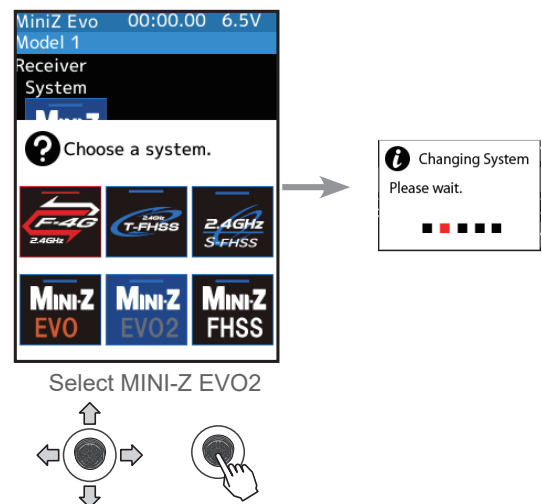 MiniZ Evo 00:00.00 6.5V
Model 1
Receiver
System
MINI-Z
Choose a system.
F-4G
2.4GHz
2.4GHz
T-FHSS
2.4GHz
S-FHSS
MINI-Z
EVO
MINI-Z
EVO2
MINI-Z
FHSS
Changing System
Please wait.
Select MINI-Z EVO2